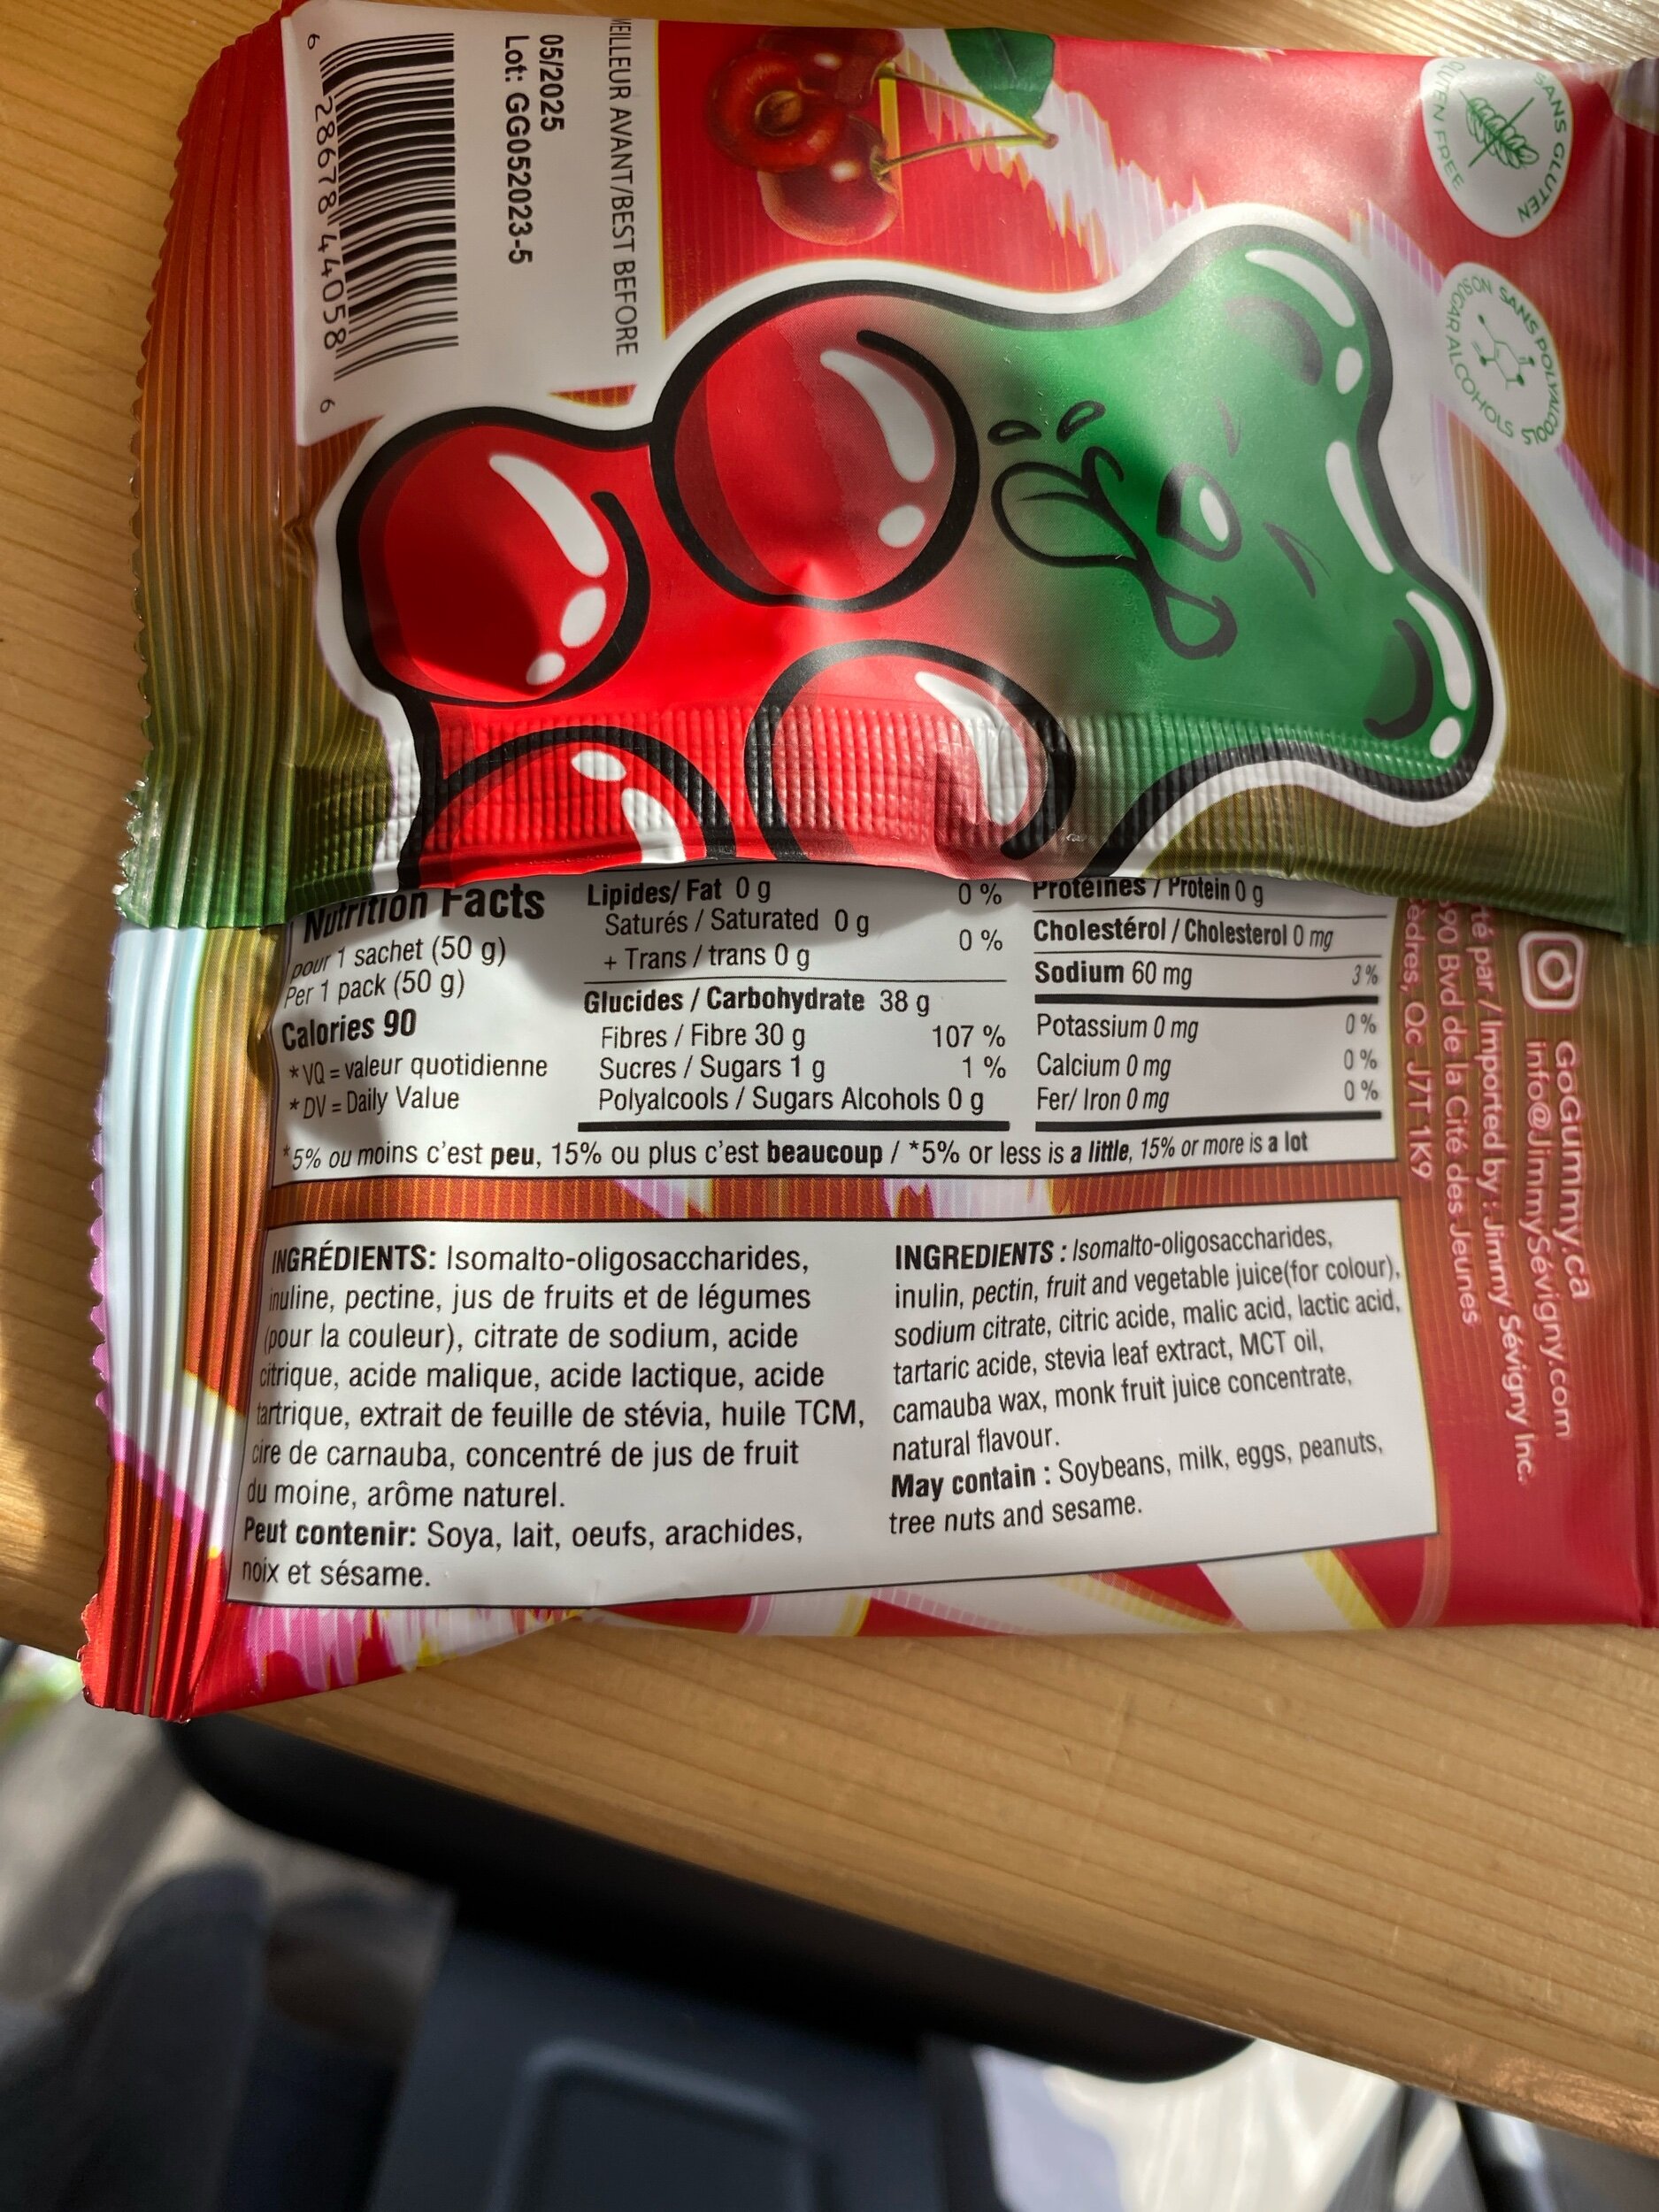 MEILLEUR AVANT/BEST BEFORE
05/2025
Lot: GG052023-5
6 28678 44058 6
SANS GLUTEN
GLUTEN FREE
SANS POLYALCOOLS
SUGAR ALCOHOLS
Nutrition Facts
pour 1 sachet (50 g)
Per 1 pack (50 g)
Calories 90
* VQ = valeur quotidienne
* DV = Daily Value
Lipides/ Fat 0 g 0 %
Saturés / Saturated 0 g
+ Trans / trans 0 g 0 %
Glucides / Carbohydrate 38 g
Fibres / Fibre 30 g 107 %
Sucres / Sugars 1 g 1 %
Polyalcools / Sugars Alcohols 0 g
Protéines / Protein 0 g
Cholestérol / Cholesterol 0 mg
Sodium 60 mg 3 %
Potassium 0 mg 0 %
Calcium 0 mg 0 %
Fer/ Iron 0 mg 0 %
*5% ou moins c'est peu, 15% ou plus c'est beaucoup / *5% or less is a little, 15% or more is a lot
INGRÉDIENTS: Isomalto-oligosaccharides,
inuline, pectine, jus de fruits et de légumes
(pour la couleur), citrate de sodium, acide
citrique, acide malique, acide lactique, acide
tartrique, extrait de feuille de stévia, huile TCM,
cire de carnauba, concentré de jus de fruit
du moine, arôme naturel.
Peut contenir: Soya, lait, oeufs, arachides,
noix et sésame.
INGREDIENTS : Isomalto-oligosaccharides,
inulin, pectin, fruit and vegetable juice(for colour),
sodium citrate, citric acide, malic acid, lactic acid,
tartaric acide, stevia leaf extract, MCT oil,
carnauba wax, monk fruit juice concentrate,
natural flavour.
May contain : Soybeans, milk, eggs, peanuts,
tree nuts and sesame.
GoGummy.ca
info@JimmySévigny.com
té par / Imported by : Jimmy Sévigny Inc.
90 Bvd de la Cité des Jeunes
èdres, Qc J7T 1K9